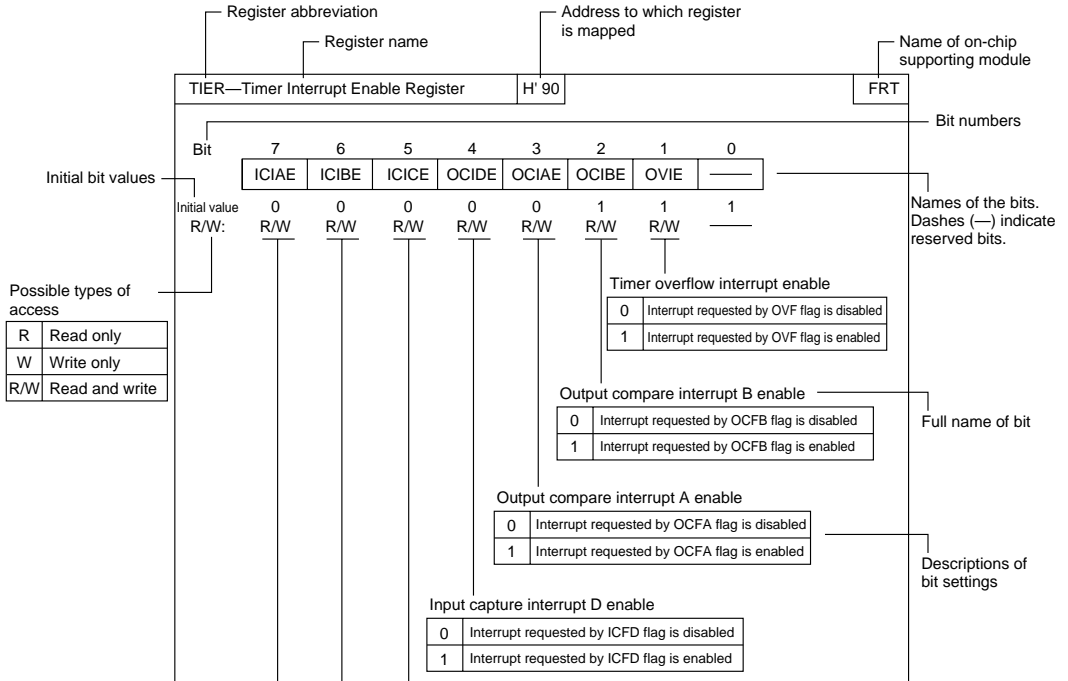 Register abbreviation
Register name
Address to which register
is mapped
Name of on-chip
supporting module
TIER—Timer Interrupt Enable Register H' 90 FRT
Bit numbers
Bit 7 6 5 4 3 2 1 0
ICIAE ICIBE ICICE OCIDE OCIAE OCIBE OVIE —
Initial bit values
Names of the bits.
Dashes (—) indicate
reserved bits.
Initial value 0 0 0 0 0 1 1 1
R/W: R/W R/W R/W R/W R/W R/W R/W —
Possible types of
access
R Read only
W Write only
R/W Read and write
Timer overflow interrupt enable
0 Interrupt requested by OVF flag is disabled
1 Interrupt requested by OVF flag is enabled
Output compare interrupt B enable
0 Interrupt requested by OCFB flag is disabled
1 Interrupt requested by OCFB flag is enabled
Full name of bit
Output compare interrupt A enable
0 Interrupt requested by OCFA flag is disabled
1 Interrupt requested by OCFA flag is enabled
Descriptions of
bit settings
Input capture interrupt D enable
0 Interrupt requested by ICFD flag is disabled
1 Interrupt requested by ICFD flag is enabled